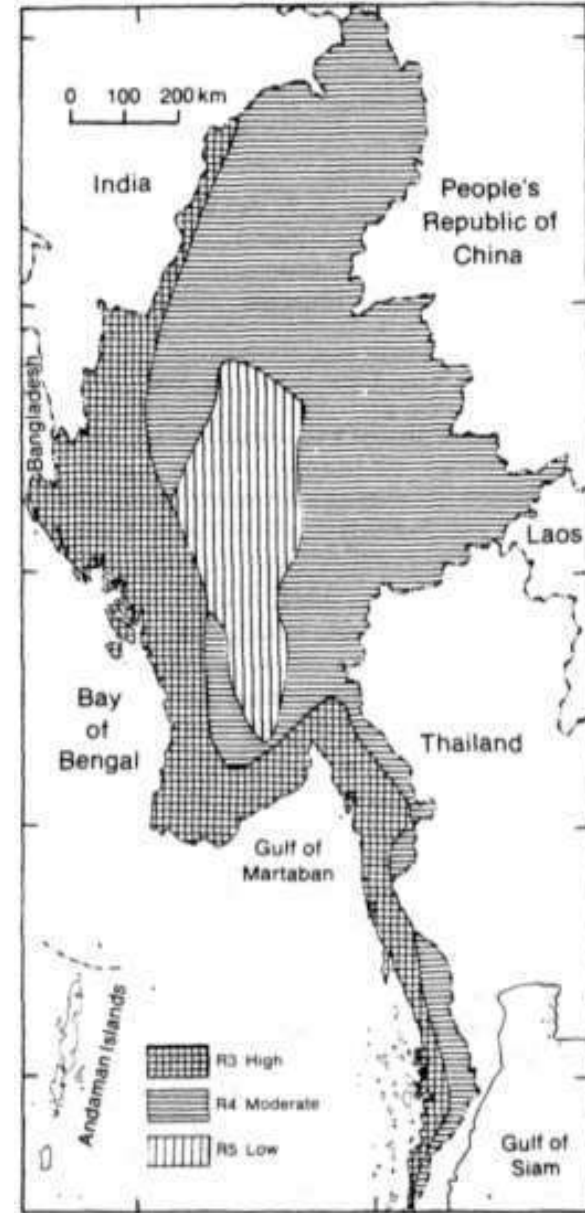 0 100 200 km
India
People's
Republic of
China
Bangladesh
Laos
Bay
of
Bengal
Thailand
Gulf of
Martaban
Andaman Islands
R3 High
R4 Moderate
R5 Low
Gulf of
Siam